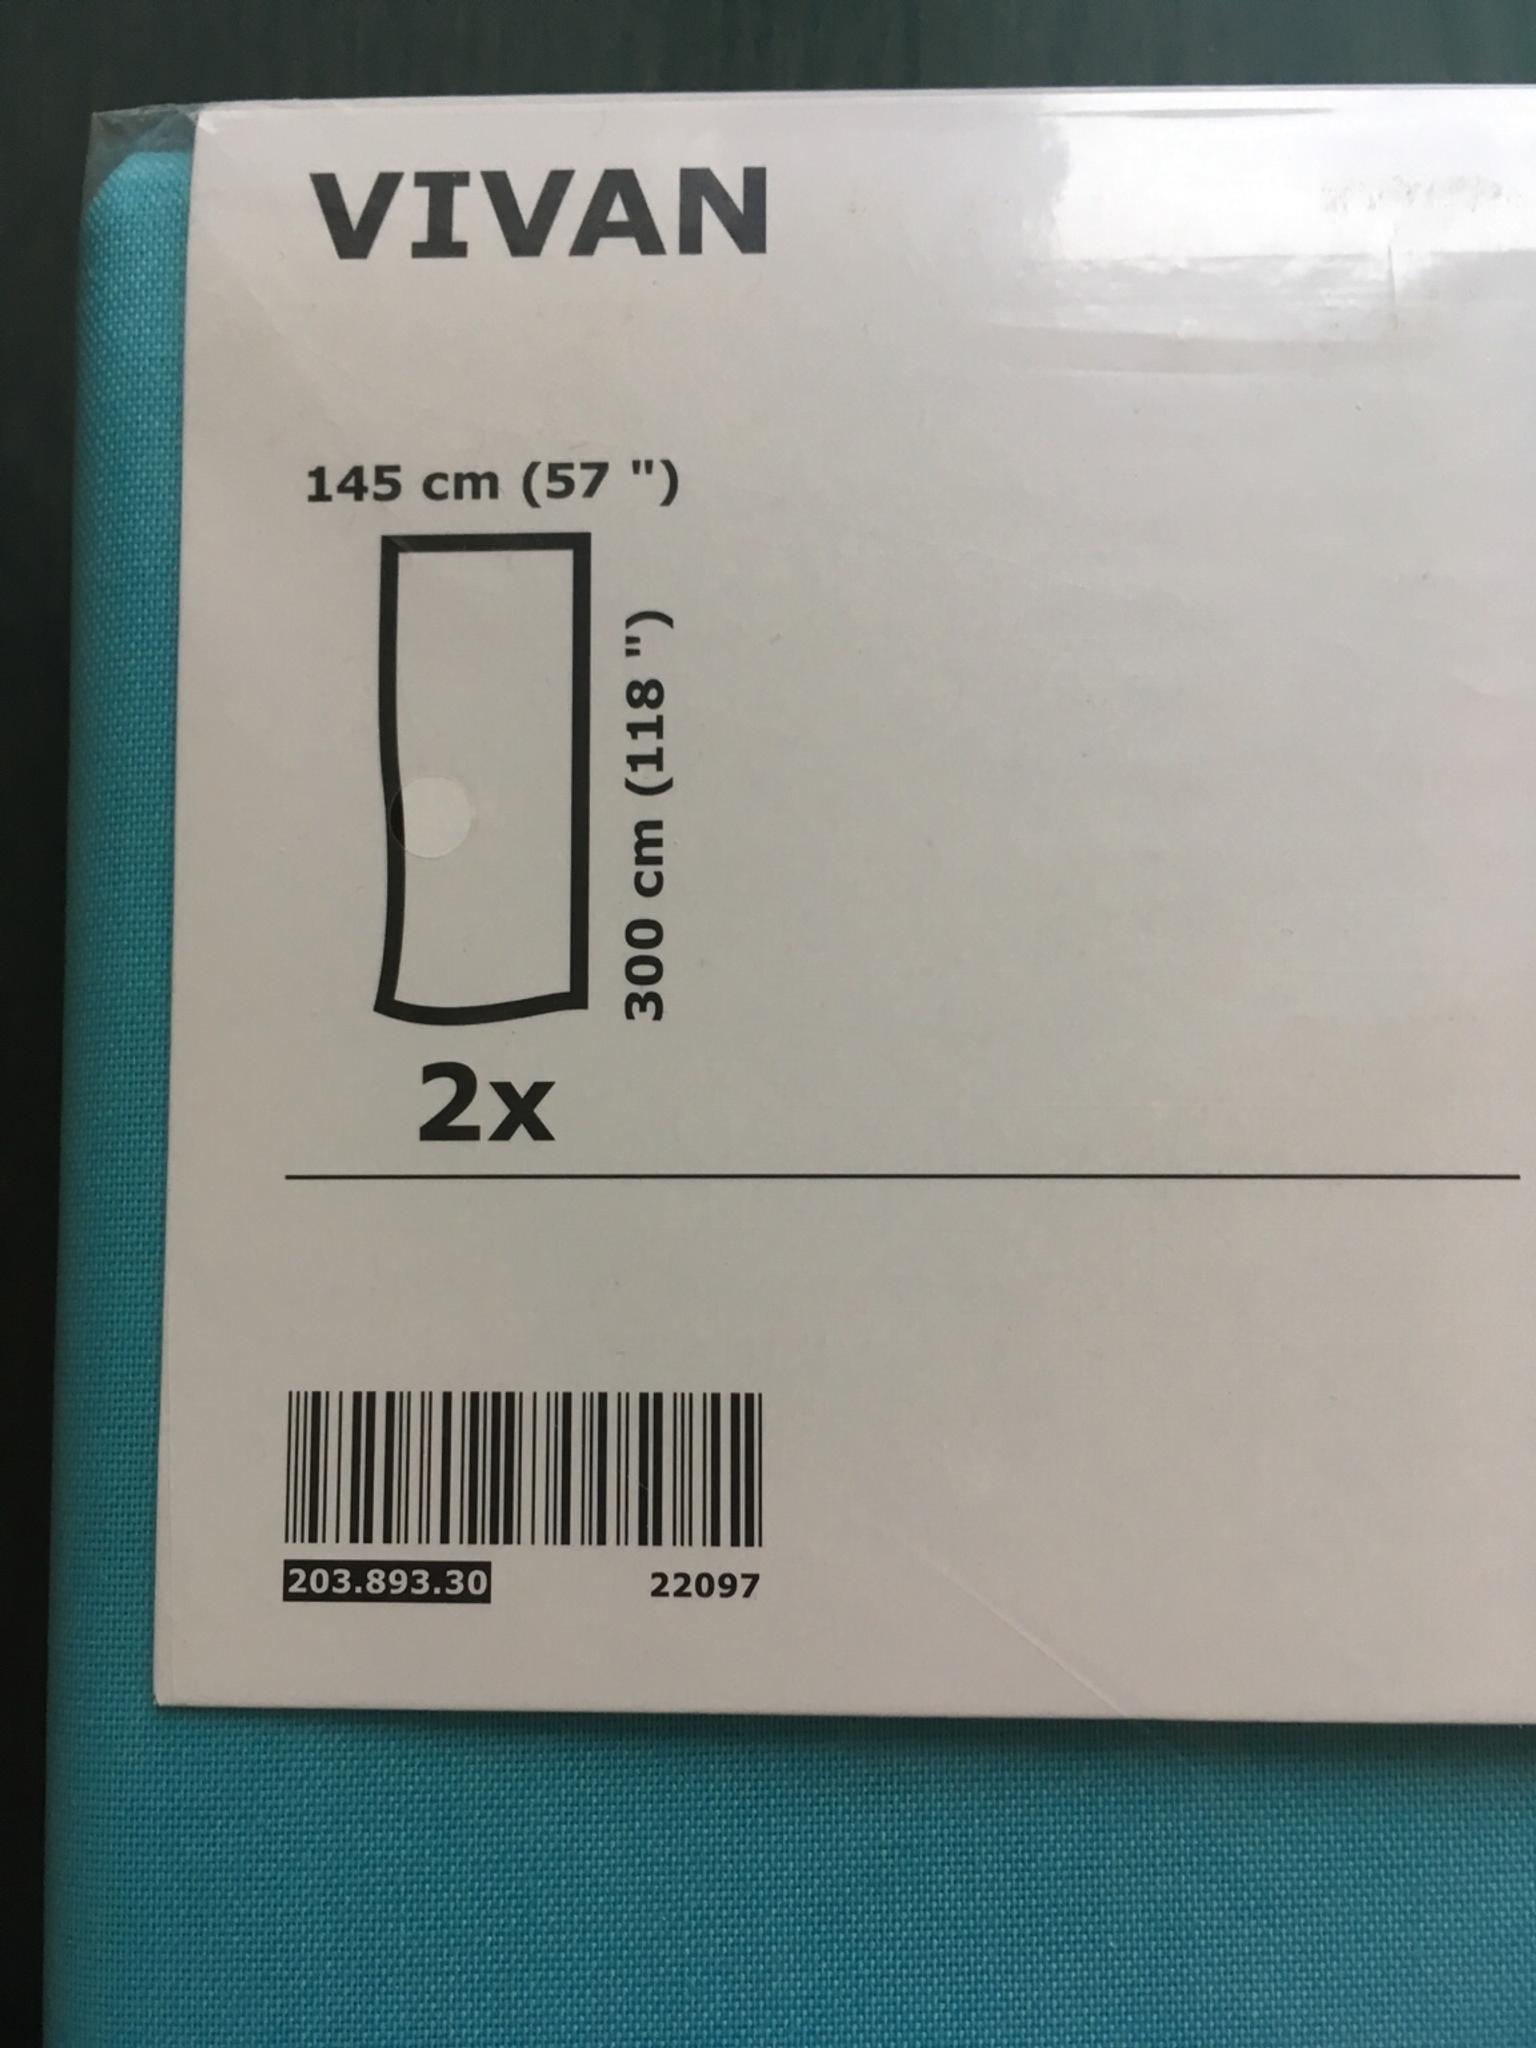 VIVAN
145 cm (57 ")
300 cm (118 ")
2x
203.893.30
22097